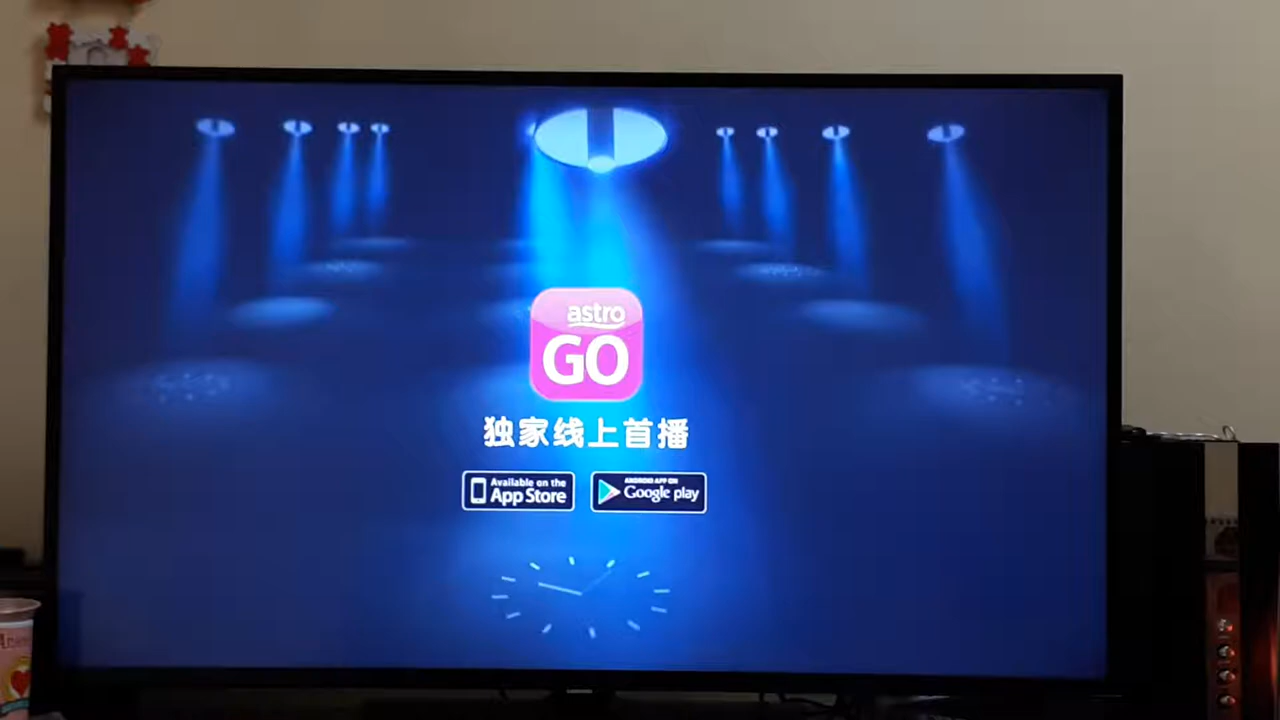 astro
GO
独家线上首播
Available on the
App Store
ANDROID APP ON
Google play